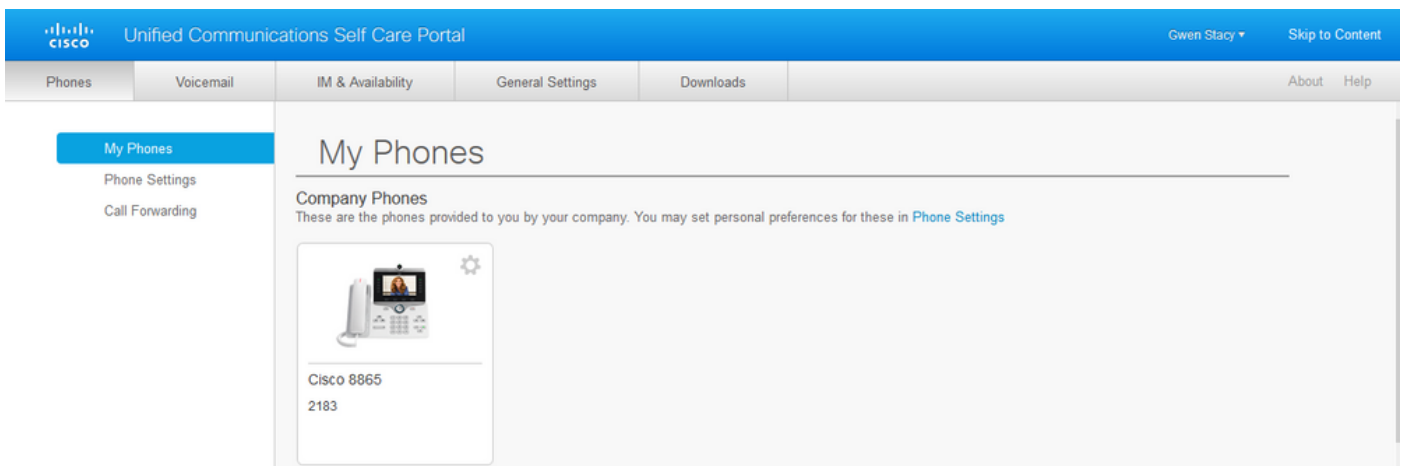 cisco
Unified Communications Self Care Portal
Gwen Stacy ▾
Skip to Content
Phones
Voicemail
IM & Availability
General Settings
Downloads
About
Help
My Phones
Phone Settings
Call Forwarding
My Phones
Company Phones
These are the phones provided to you by your company. You may set personal preferences for these in Phone Settings
Cisco 8865
2183